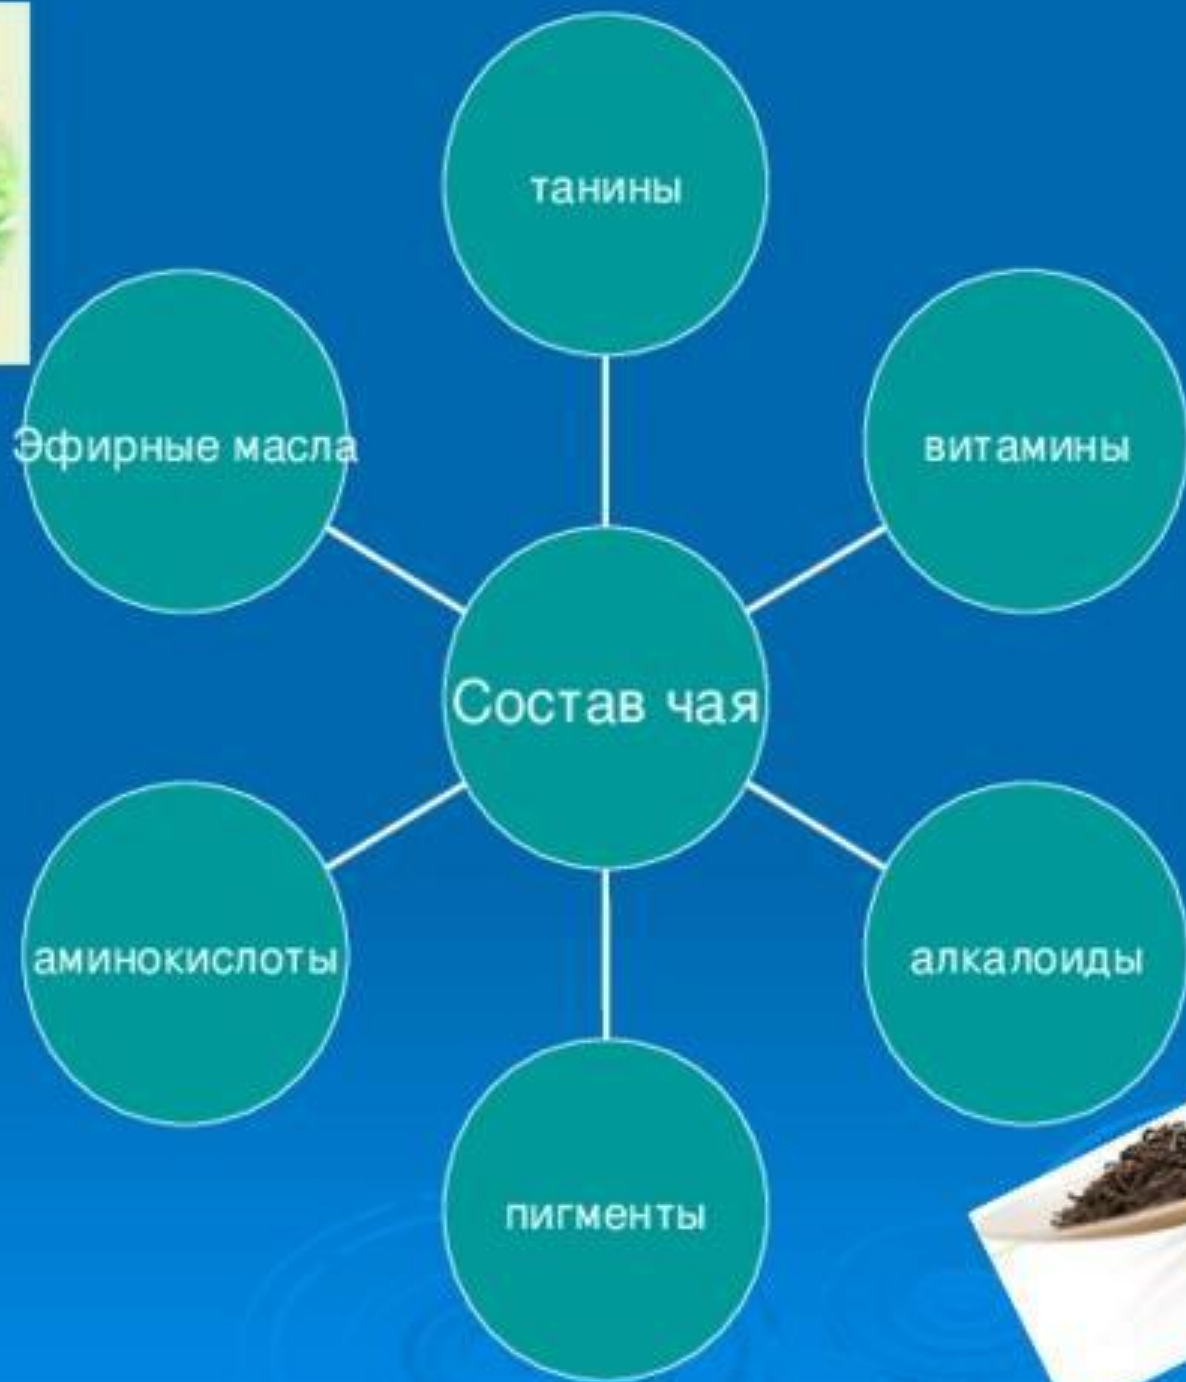 танины
Эфирные масла
витамины
Состав чая
аминокислоты
алкалоиды
пигменты